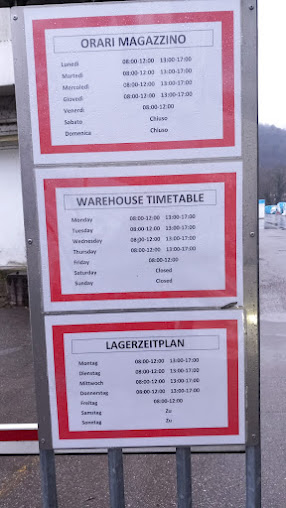 ORARI MAGAZZINO
Lunedì 08:00-12:00 13:00-17:00
Martedì 08:00-12:00 13:00-17:00
Mercoledì 08:00-12:00 13:00-17:00
Giovedì 08:00-12:00 13:00-17:00
Venerdì 08:00-12:00
Sabato Chiuso
Domenica Chiuso
WAREHOUSE TIMETABLE
Monday 08:00-12:00 13:00-17:00
Tuesday 08:00-12:00 13:00-17:00
Wednesday 08:00-12:00 13:00-17:00
Thursday 08:00-12:00 13:00-17:00
Friday 08:00-12:00
Saturday Closed
Sunday Closed
LAGERZEITPLAN
Montag 08:00-12:00 13:00-17:00
Dienstag 08:00-12:00 13:00-17:00
Mittwoch 08:00-12:00 13:00-17:00
Donnerstag 08:00-12:00 13:00-17:00
Freitag 08:00-12:00
Samstag Zu
Sonntag Zu